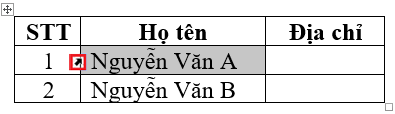 STT Họ tên Địa chỉ
1 Nguyễn Văn A
2 Nguyễn Văn B